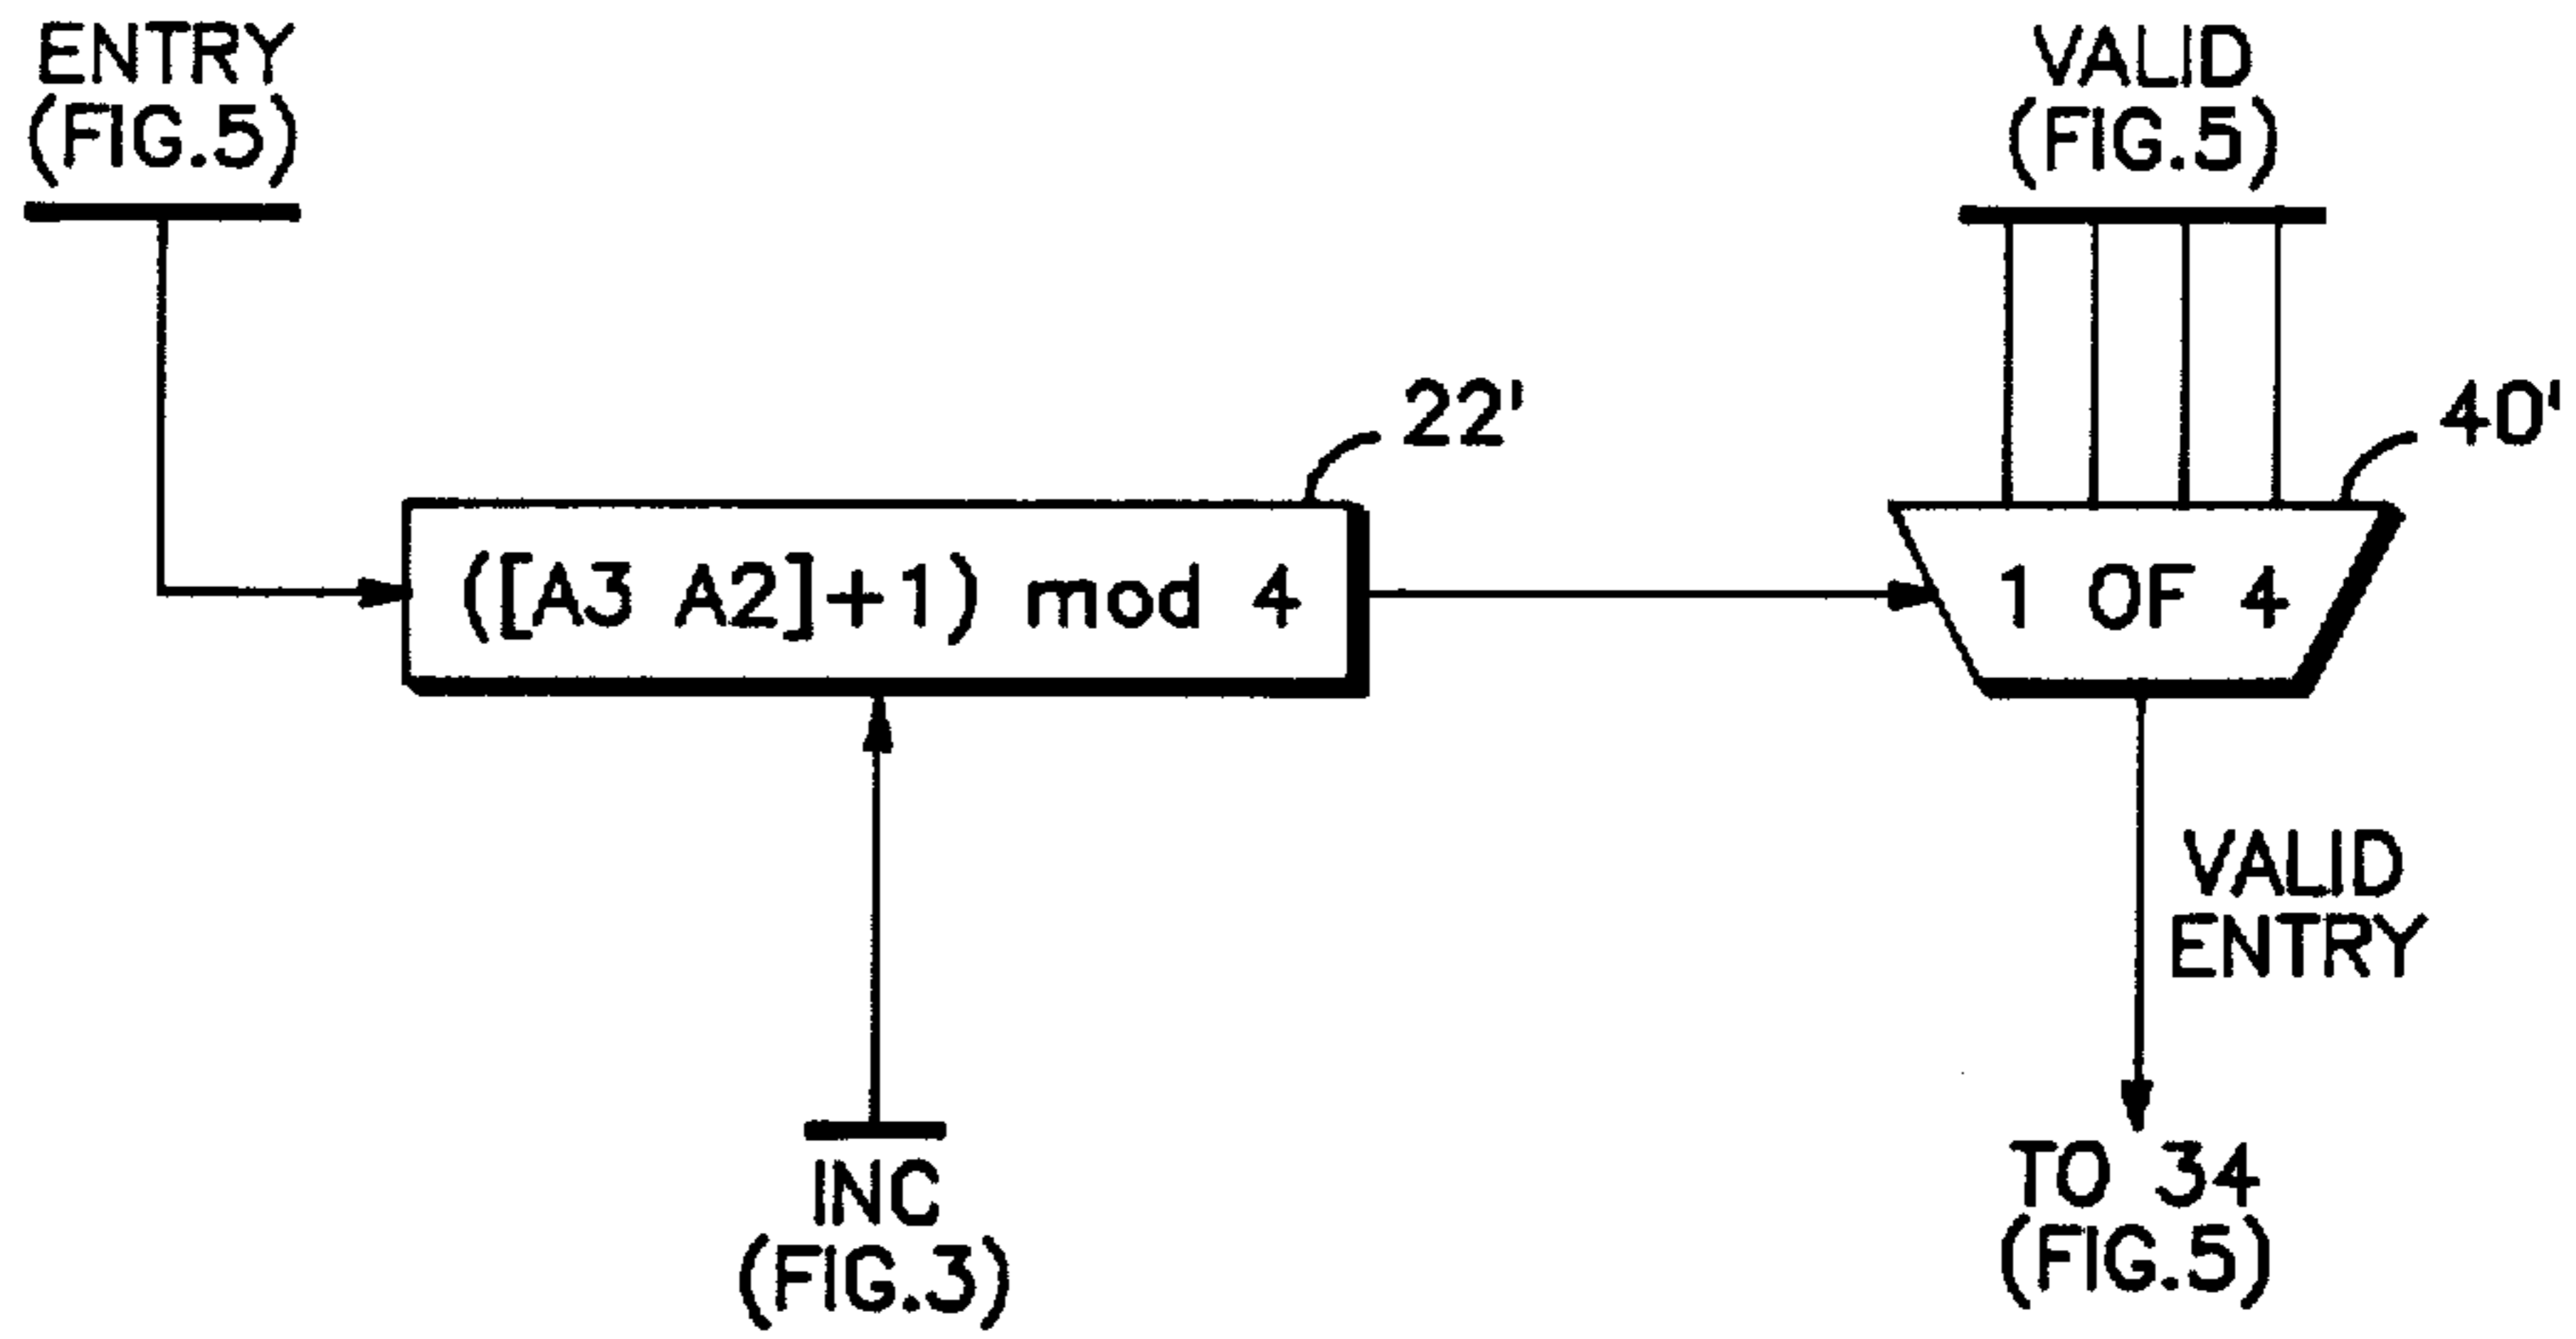 ENTRY
(FIG.5)
VALID
(FIG.5)
22'
40'
([A3 A2]+1) mod 4
1 OF 4
VALID
ENTRY
INC
(FIG.3)
TO 34
(FIG.5)